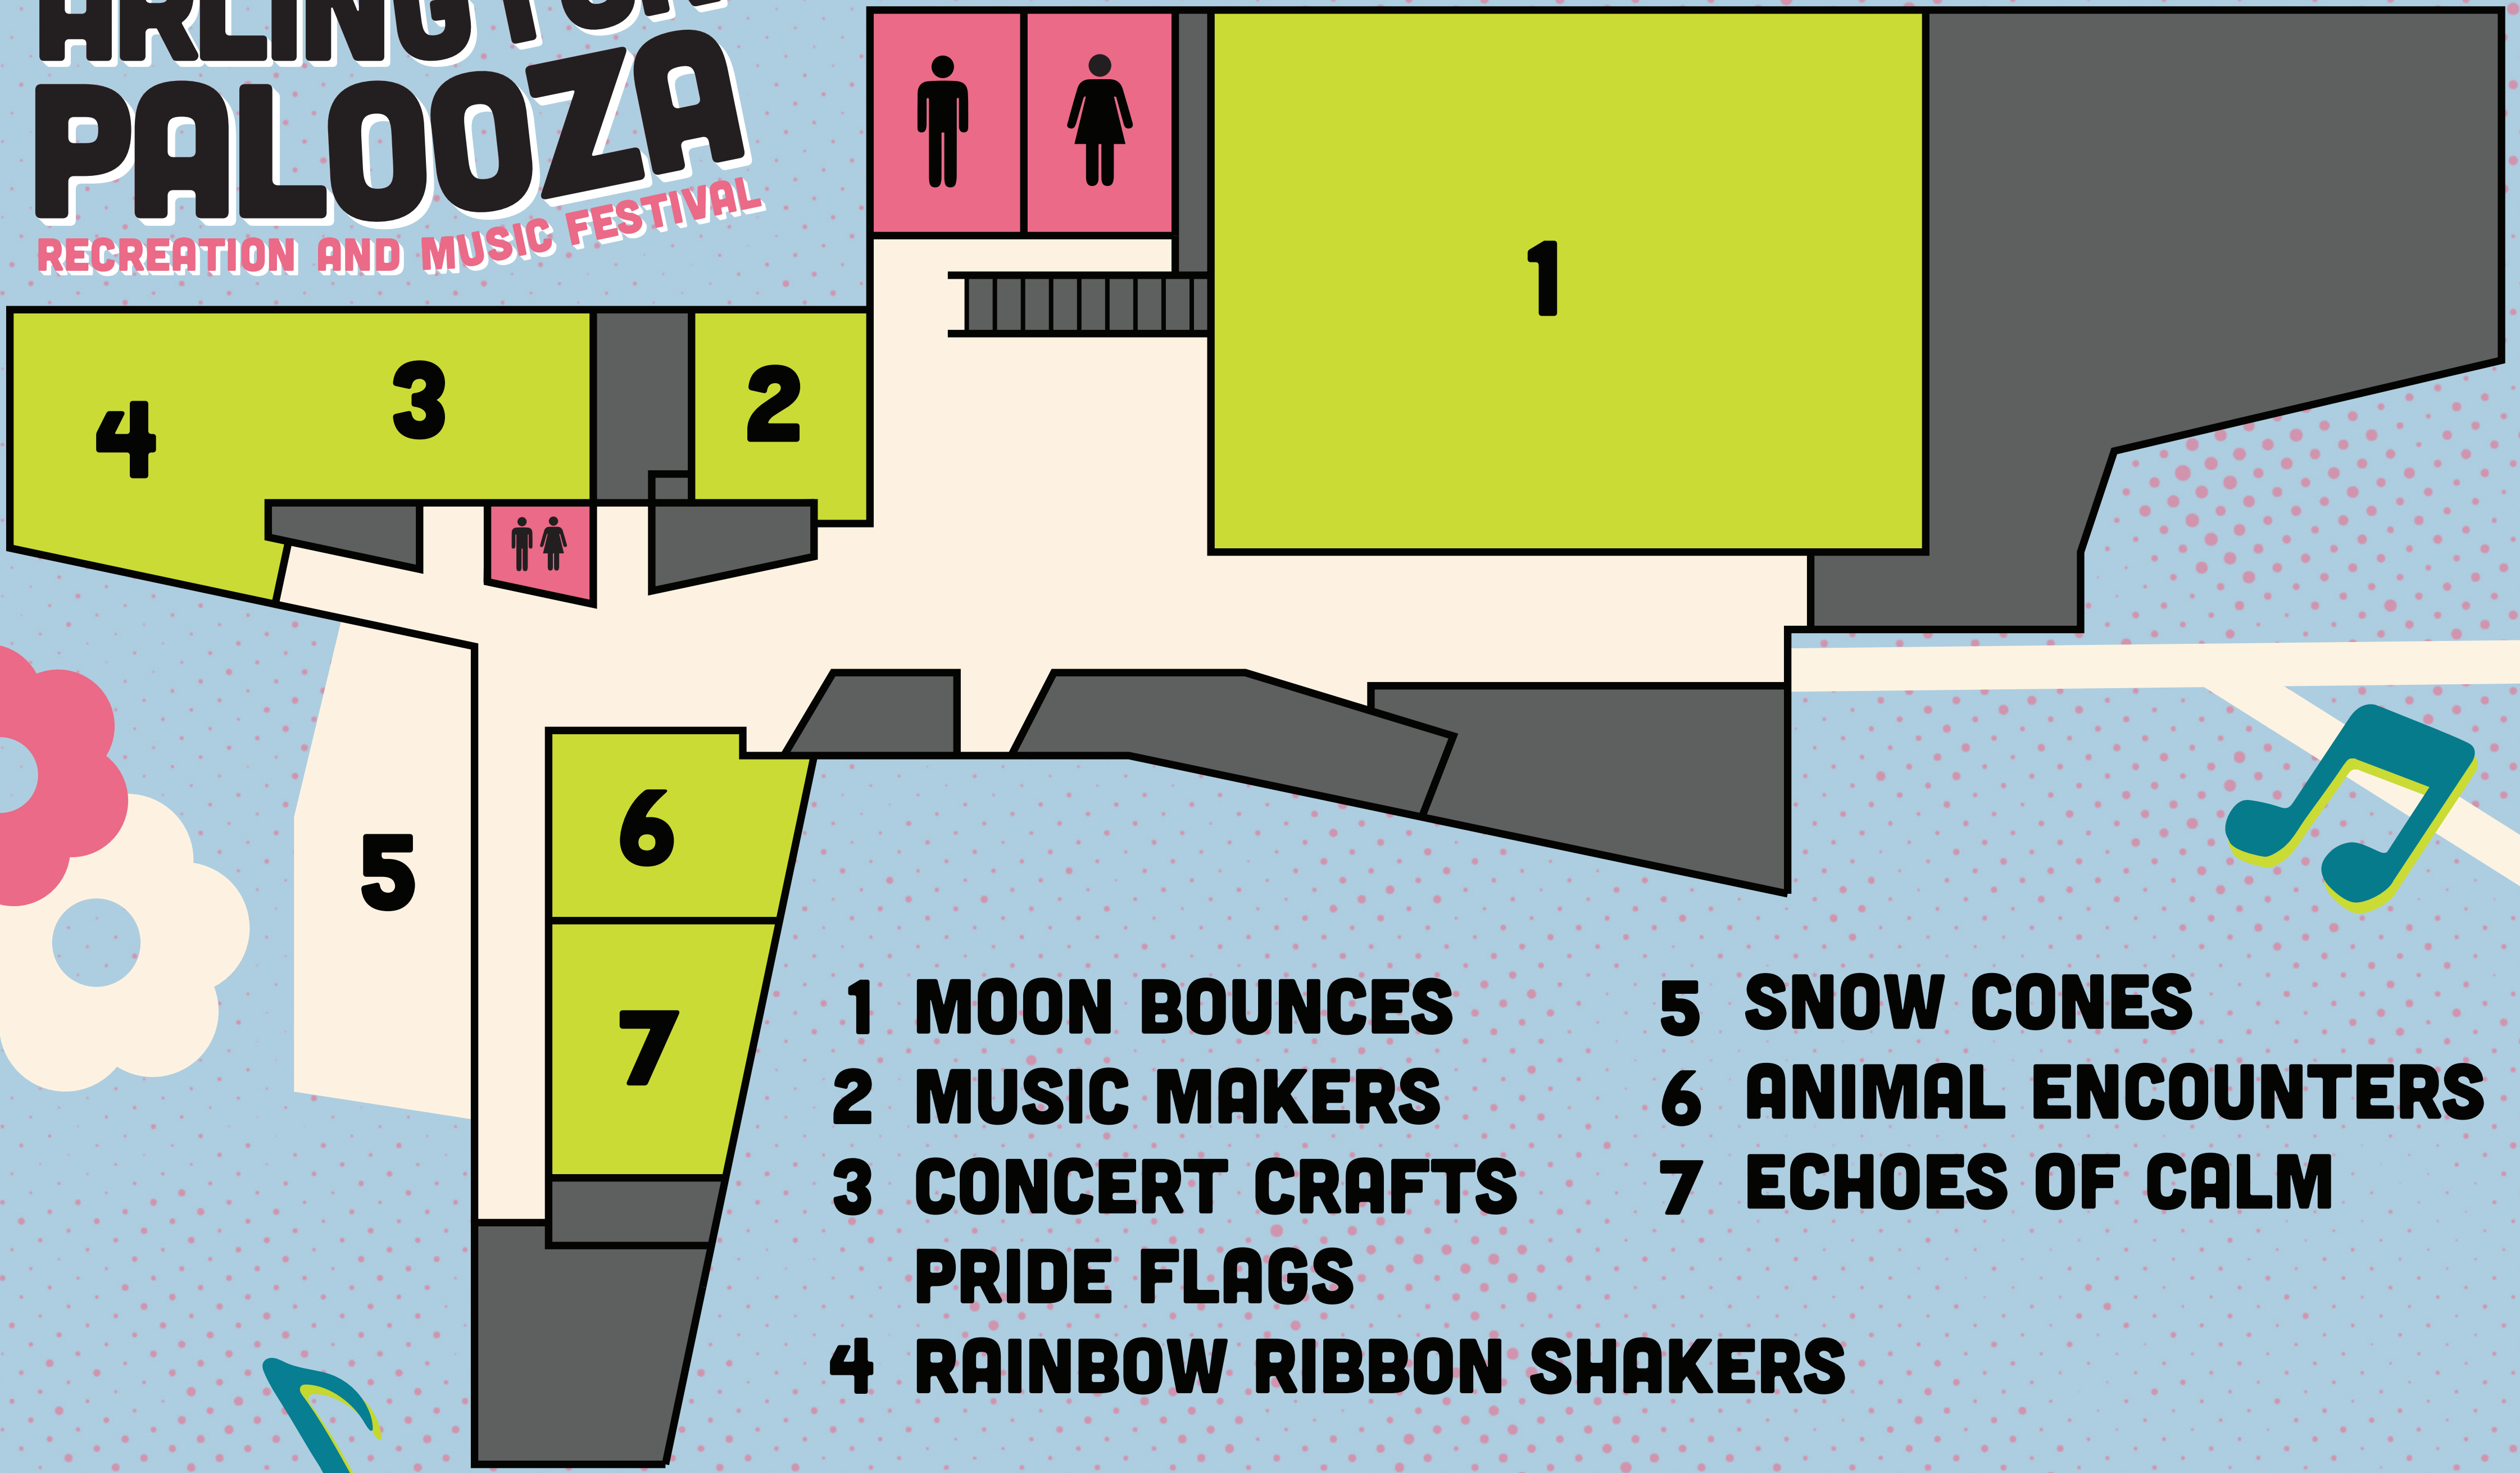 ARLINGTON
PALOOZA
RECREATION AND MUSIC FESTIVAL
1
2
3
4
5
6
7
1 MOON BOUNCES
2 MUSIC MAKERS
3 CONCERT CRAFTS
PRIDE FLAGS
4 RAINBOW RIBBON SHAKERS
5 SNOW CONES
6 ANIMAL ENCOUNTERS
7 ECHOES OF CALM